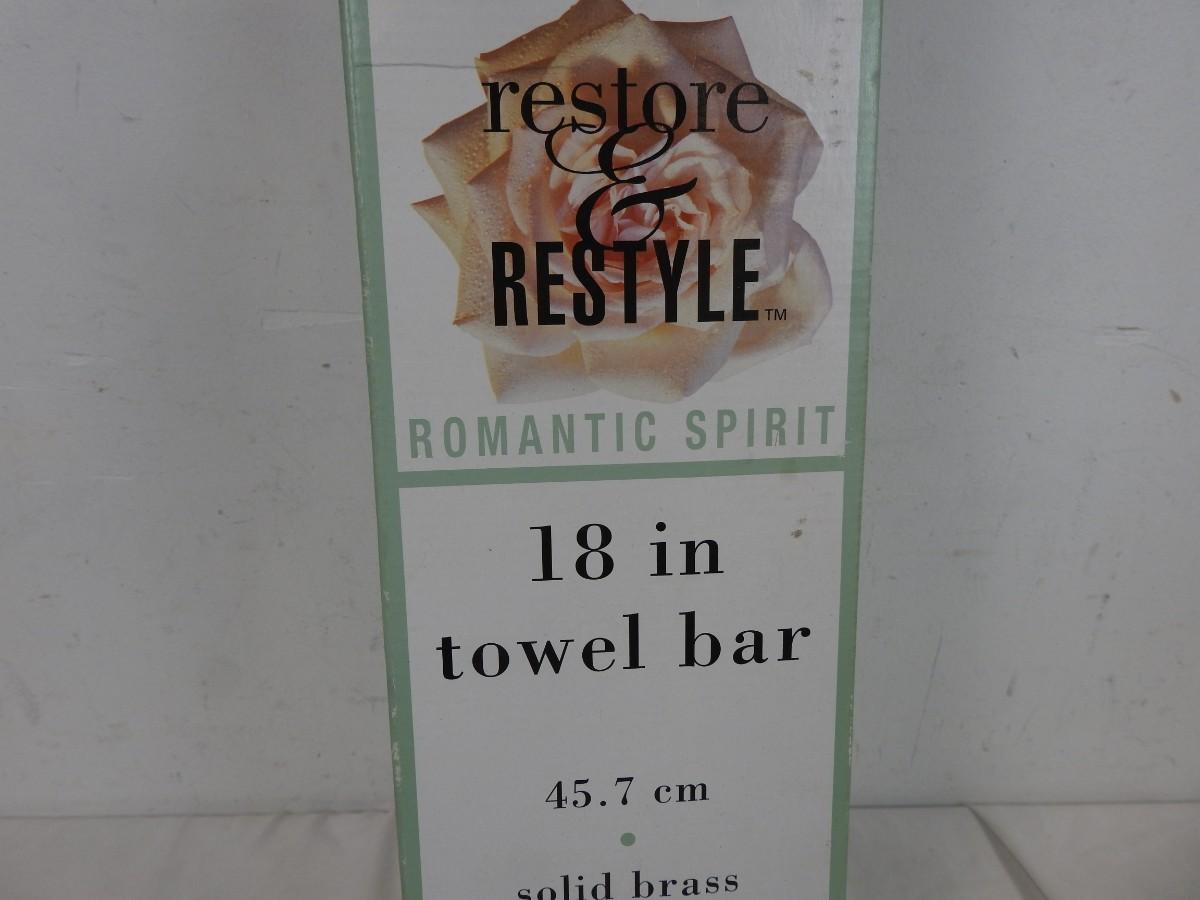 restore
&
RESTYLE™
ROMANTIC SPIRIT
18 in
towel bar
45.7 cm
•
solid brass